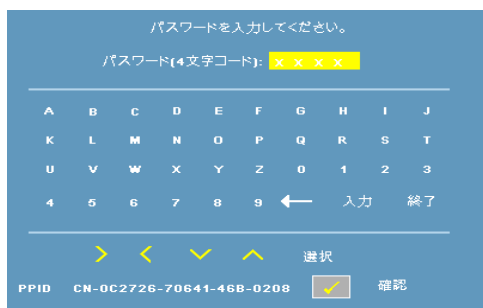 パスワードを入力してください。
パスワード(4文字コード): x x x x
A B C D E F G H I J
K L M N O P Q R S T
U V W X Y Z 0 1 2 3
4 5 6 7 8 9 ← 入力 終了
選択
PPID CN-0C2726-70641-46B-0208 ✓ 確認